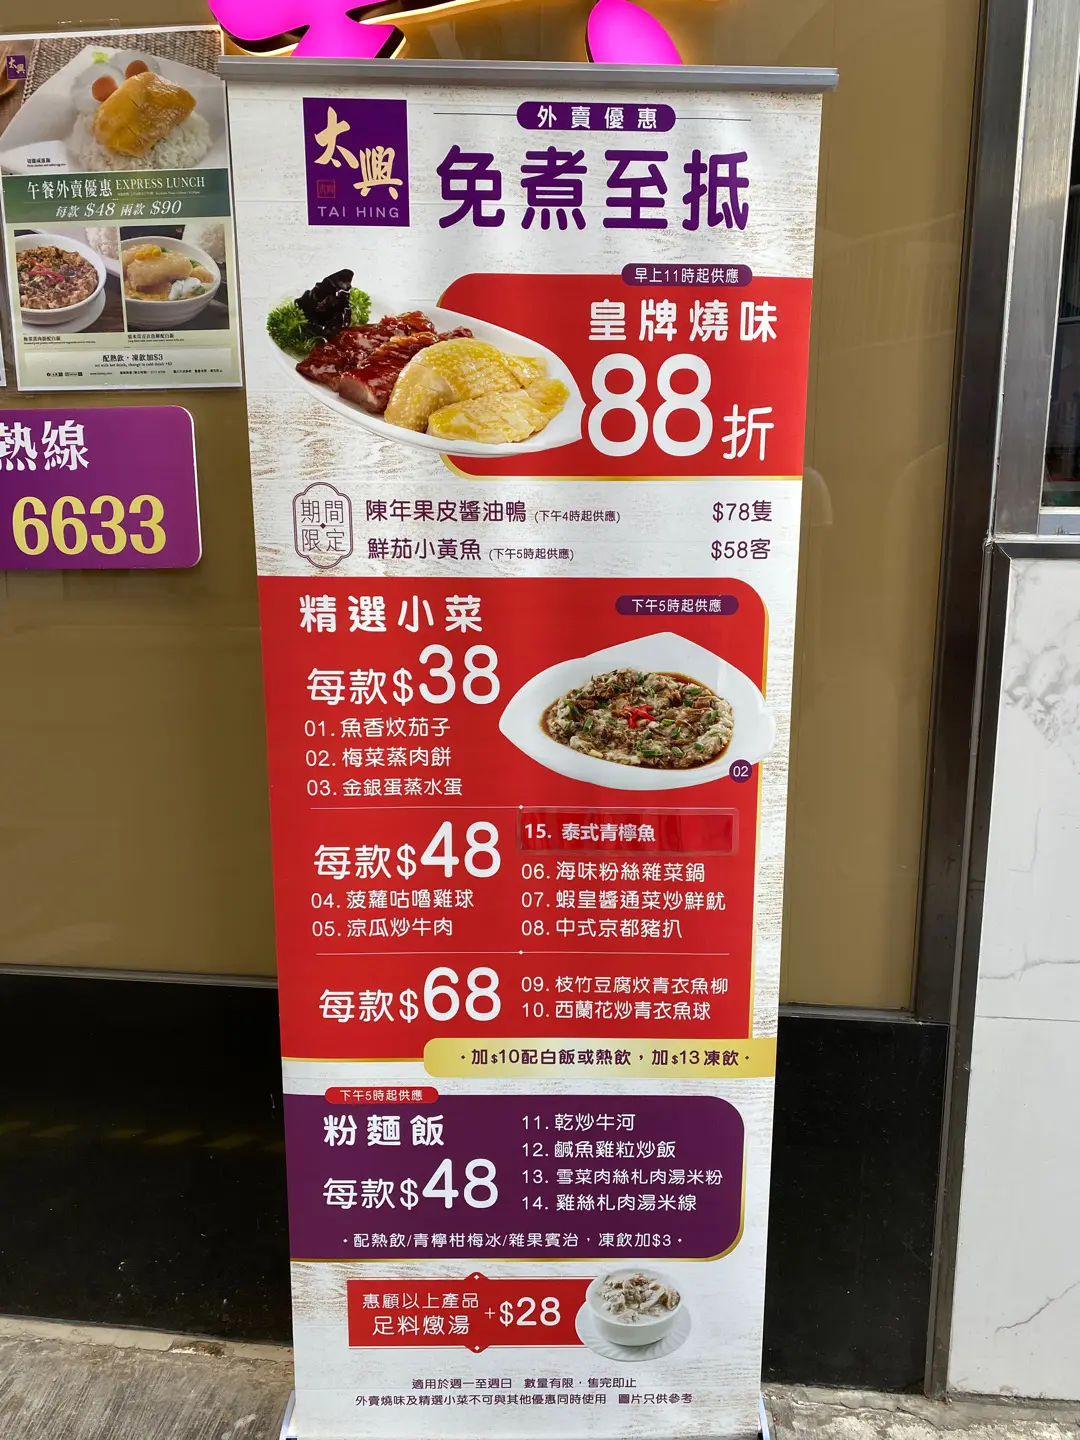 太興
TAI HING
外賣優惠
免煮至抵
早上11時起供應
皇牌燒味
88折
期間限定
陳年果皮醬油鴨 (下午4時起供應) $78隻
鮮茄小黃魚 (下午5時起供應) $58客
精選小菜
下午5時起供應
每款$38
01. 魚香炆茄子
02. 梅菜蒸肉餅
03. 金銀蛋蒸水蛋
02
每款$48
04. 菠蘿咕嚕雞球
05. 涼瓜炒牛肉
15. 泰式青檸魚
06. 海味粉絲雜菜鍋
07. 蝦皇醬通菜炒鮮魷
08. 中式京都豬扒
每款$68
09. 枝竹豆腐炆青衣魚柳
10. 西蘭花炒青衣魚球
·加$10配白飯或熱飲，加$13凍飲·
下午5時起供應
粉麵飯
每款$48
11. 乾炒牛河
12. 鹹魚雞粒炒飯
13. 雪菜肉絲札肉湯米粉
14. 雞絲札肉湯米線
·配熱飲/青檸柑梅冰/雜果賓治，凍飲加$3·
惠顧以上產品
足料燉湯
+$28
適用於週一至週日 數量有限，售完即止
外賣燒味及精選小菜不可與其他優惠同時使用 圖片只供參考
太興
午餐外賣優惠 EXPRESS LUNCH
每款 $48 兩款 $90
配熱飲，凍飲加$3
熱線
6633